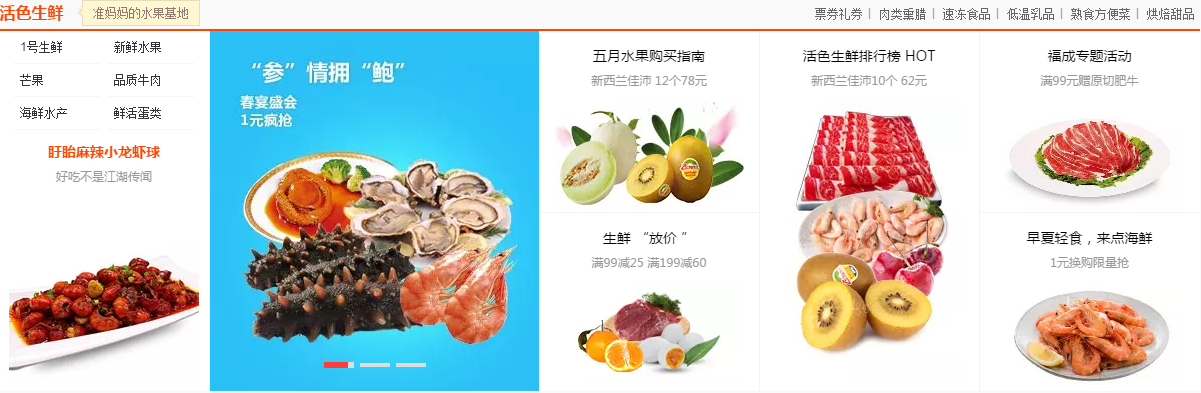 活色生鲜
准妈妈的水果基地
票券礼券 | 肉类熏腊 | 速冻食品 | 低温乳品 | 熟食方便菜 | 烘焙甜品
1号生鲜 新鲜水果
芒果 品质牛肉
海鲜水产 鲜活蛋类
盱眙麻辣小龙虾球
好吃不是江湖传闻
“参”情拥“鲍”
春宴盛会
1元疯抢
五月水果购买指南
新西兰佳沛 12个78元
生鲜 “放价 ”
满99减25 满199减60
活色生鲜排行榜 HOT
新西兰佳沛10个 62元
福成专题活动
满99元赠原切肥牛
早夏轻食，来点海鲜
1元换购限量抢